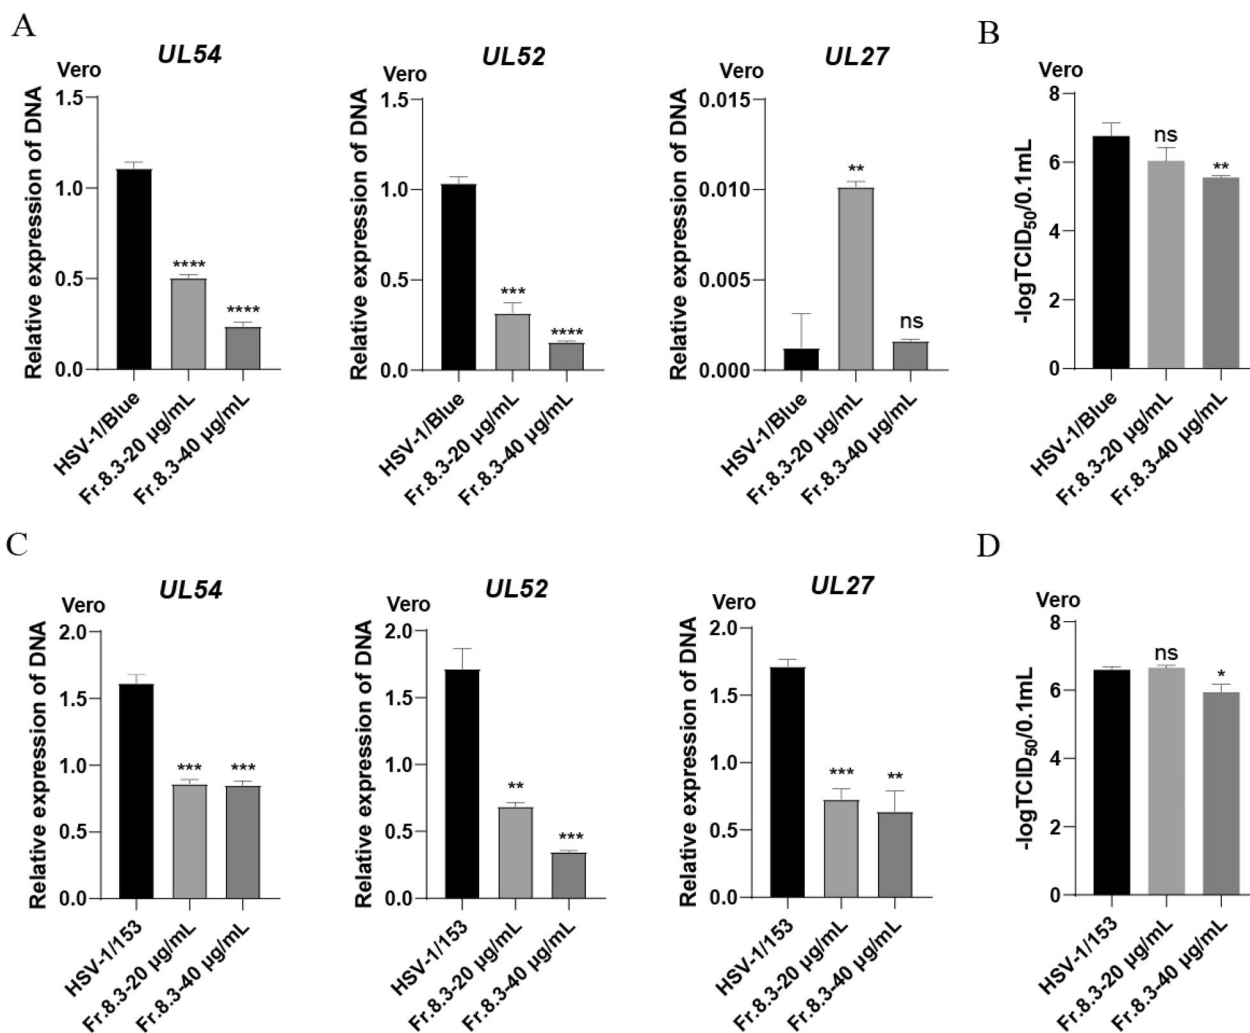 A
B
UL54
UL52
UL27
Vero
Vero
Vero
Vero
Relative expression of DNA
1.5
1.0
0.5
0.0
****
****
HSV-1/Blue
Fr.8.3-20 µg/mL
Fr.8.3-40 µg/mL
Relative expression of DNA
1.5
1.0
0.5
0.0
***
****
HSV-1/Blue
Fr.8.3-20 µg/mL
Fr.8.3-40 µg/mL
Relative expression of DNA
0.015
0.010
0.005
0.000
**
ns
HSV-1/Blue
Fr.8.3-20 µg/mL
Fr.8.3-40 µg/mL
-logTCID50/0.1mL
8
6
4
2
0
ns
**
HSV-1/Blue
Fr.8.3-20 µg/mL
Fr.8.3-40 µg/mL
C
D
UL54
UL52
UL27
Vero
Vero
Vero
Vero
Relative expression of DNA
2.0
1.5
1.0
0.5
0.0
***
***
HSV-1/153
Fr.8.3-20 µg/mL
Fr.8.3-40 µg/mL
Relative expression of DNA
2.0
1.5
1.0
0.5
0.0
**
***
HSV-1/153
Fr.8.3-20 µg/mL
Fr.8.3-40 µg/mL
Relative expression of DNA
2.0
1.5
1.0
0.5
0.0
***
**
HSV-1/153
Fr.8.3-20 µg/mL
Fr.8.3-40 µg/mL
-logTCID50/0.1mL
8
6
4
2
0
ns
*
HSV-1/153
Fr.8.3-20 µg/mL
Fr.8.3-40 µg/mL